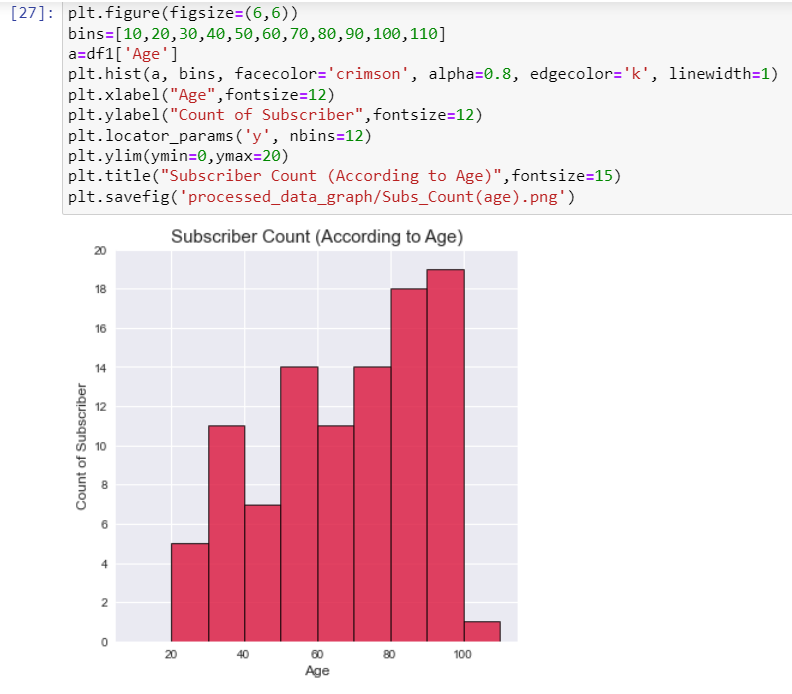 [27]: plt.figure(figsize=(6,6))
bins=[10,20,30,40,50,60,70,80,90,100,110]
a=df1['Age']
plt.hist(a, bins, facecolor='crimson', alpha=0.8, edgecolor='k', linewidth=1)
plt.xlabel("Age",fontsize=12)
plt.ylabel("Count of Subscriber",fontsize=12)
plt.locator_params('y', nbins=12)
plt.ylim(ymin=0,ymax=20)
plt.title("Subscriber Count (According to Age)",fontsize=15)
plt.savefig('processed_data_graph/Subs_Count(age).png')
Subscriber Count (According to Age)
20
18
16
14
12
10
8
6
4
2
0
Count of Subscriber
20 40 60 80 100
Age